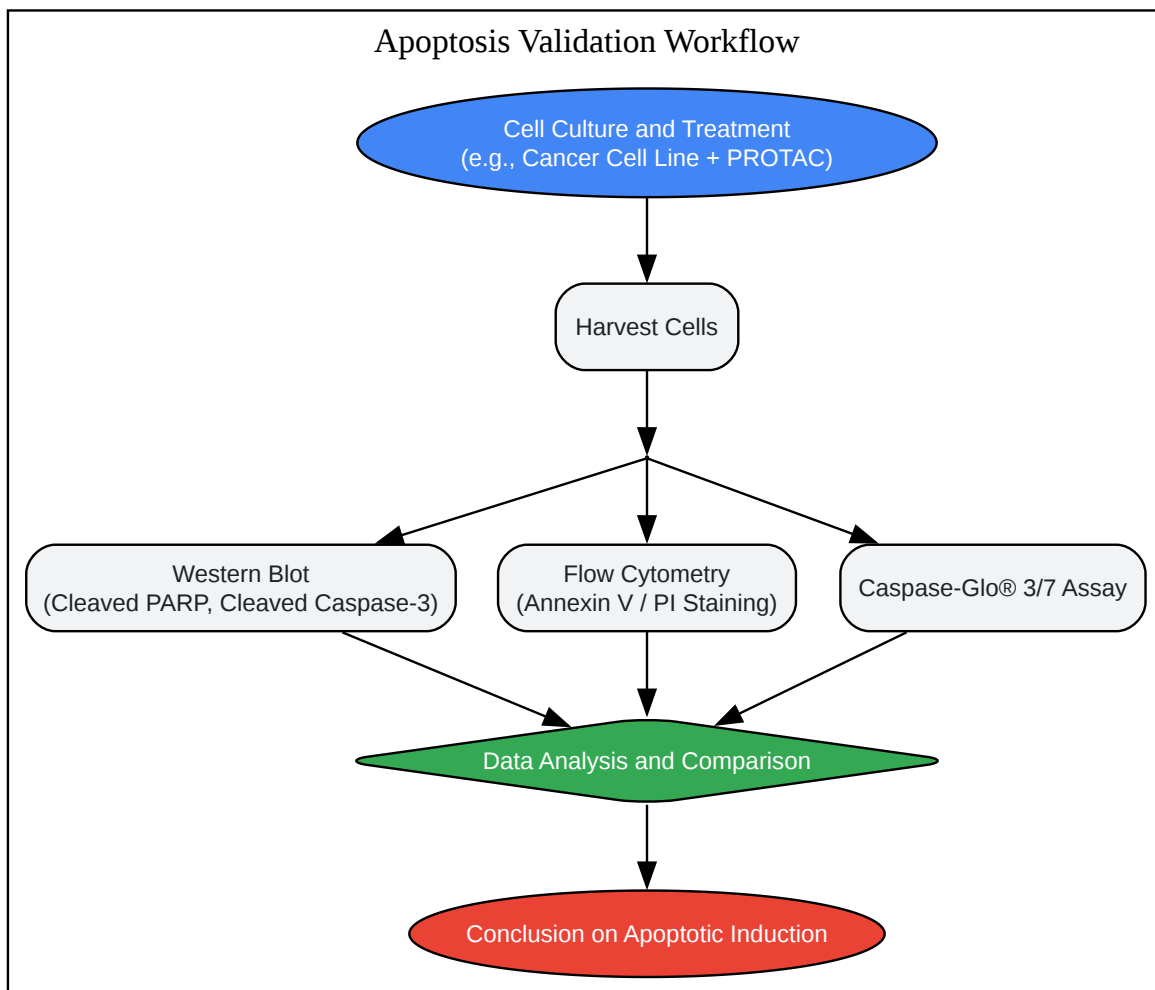 Apoptosis Validation Workflow
Cell Culture and Treatment
(e.g., Cancer Cell Line + PROTAC)
Harvest Cells
Western Blot
(Cleaved PARP, Cleaved Caspase-3)
Flow Cytometry
(Annexin V / PI Staining)
Caspase-Glo® 3/7 Assay
Data Analysis and Comparison
Conclusion on Apoptotic Induction